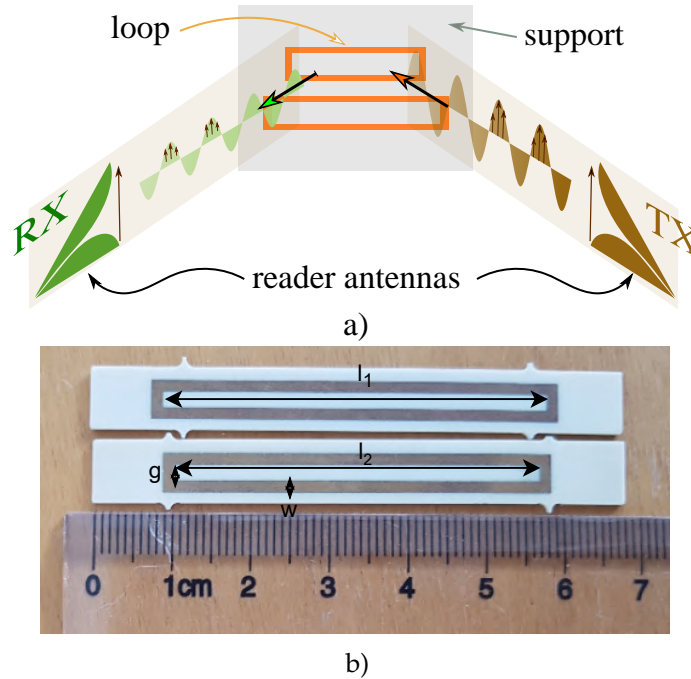 loop
support
RX
TX
reader antennas
a)
l₁
l₂
g
w
0 1cm 2 3 4 5 6 7
b)